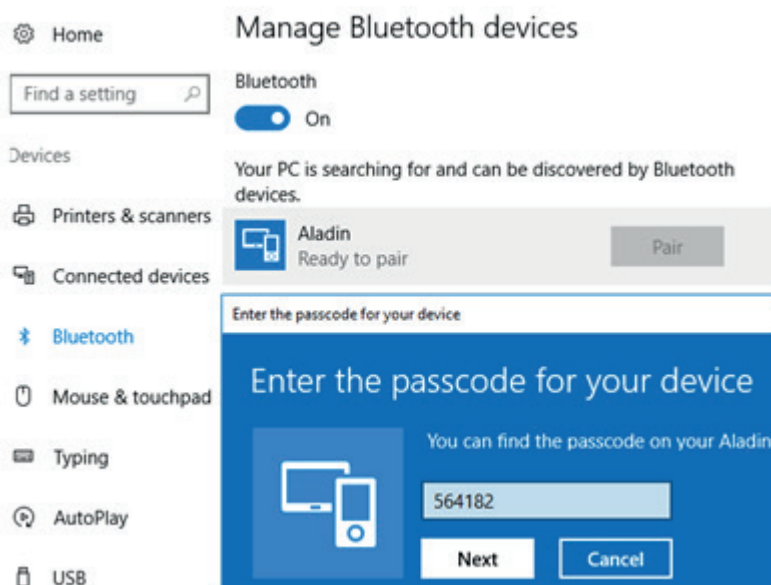 Home
Find a setting
Devices
Printers & scanners
Connected devices
Bluetooth
Mouse & touchpad
Typing
AutoPlay
USB
Manage Bluetooth devices
Bluetooth
On
Your PC is searching for and can be discovered by Bluetooth
devices.
Aladin
Ready to pair
Pair
Enter the passcode for your device
Enter the passcode for your device
You can find the passcode on your Aladin
564182
Next
Cancel